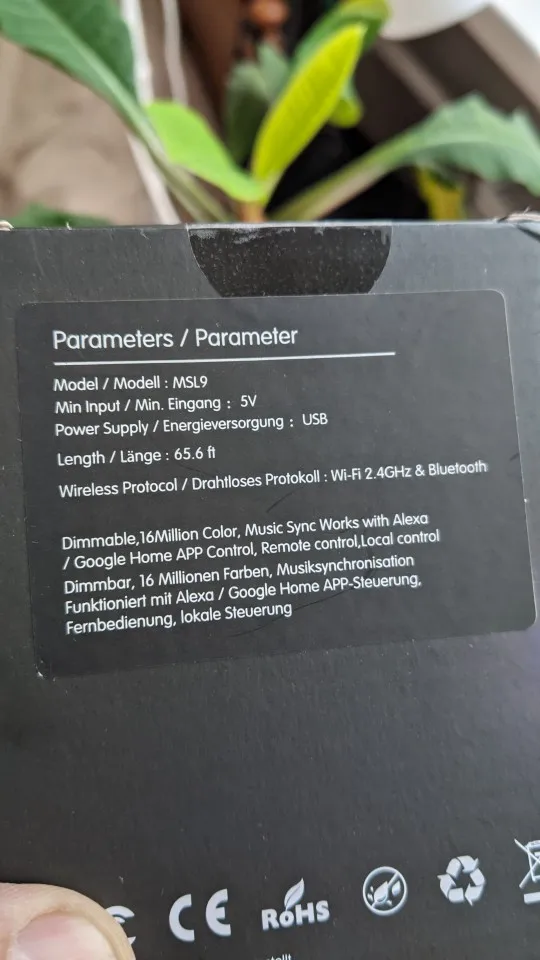 Parameters / Parameter
Model / Modell : MSL9
Min Input / Min. Eingang : 5V
Power Supply / Energieversorgung : USB
Length / Länge : 65.6 ft
Wireless Protocol / Drahtloses Protokoll : Wi-Fi 2.4GHz & Bluetooth
Dimmable,16Million Color, Music Sync Works with Alexa
/ Google Home APP Control, Remote control,Local control
Dimmbar, 16 Millionen Farben, Musiksynchronisation
Funktioniert mit Alexa / Google Home APP-Steuerung,
Fernbedienung, lokale Steuerung
CE RoHS